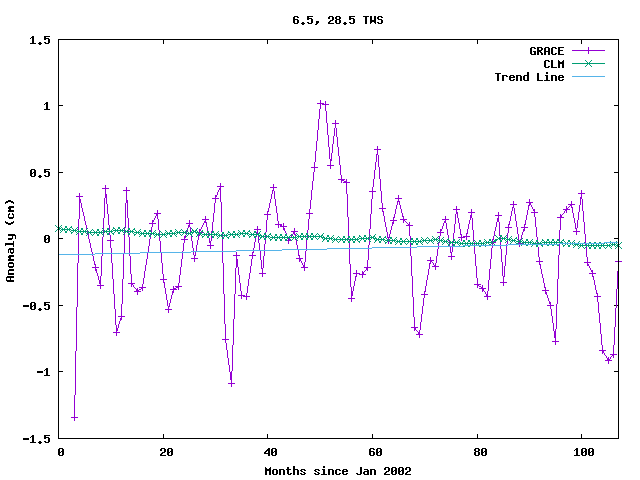 6.5, 28.5 TWS
GRACE
CLM
Trend Line
1.5
1
0.5
0
-0.5
-1
-1.5
Anomaly (cm)
0 20 40 60 80 100
Months since Jan 2002